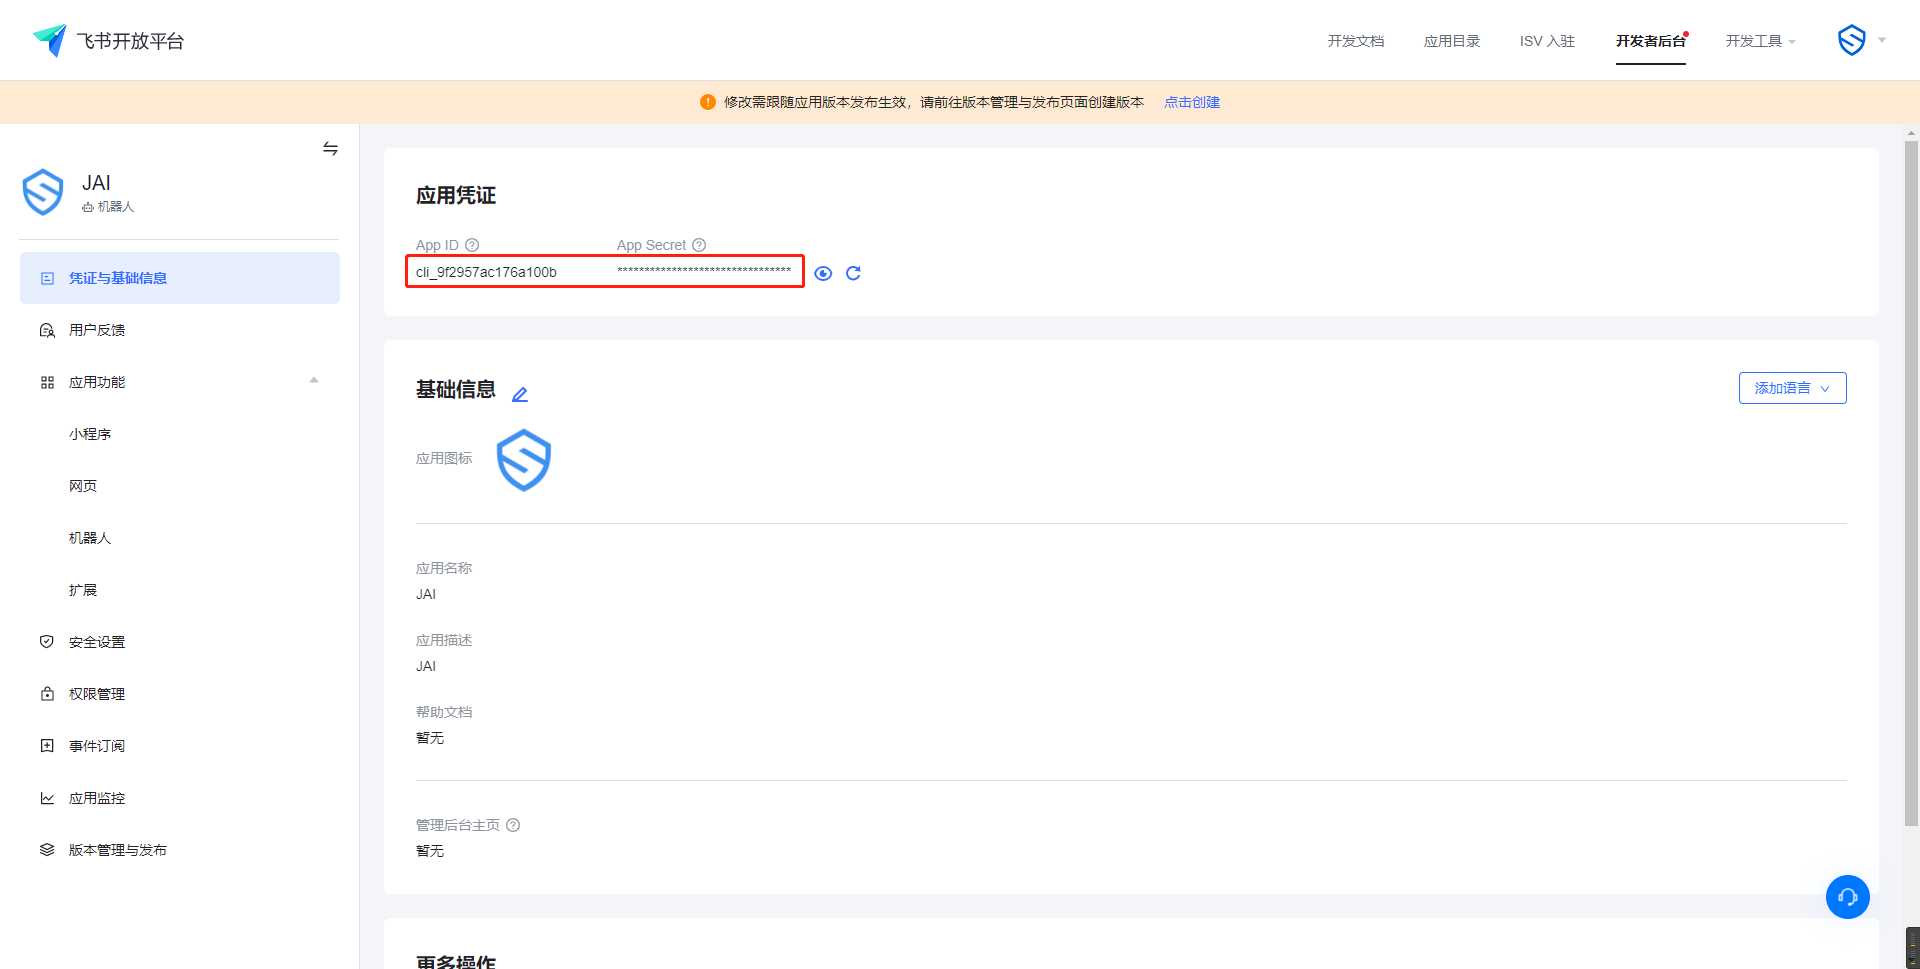 飞书开放平台
开发文档 应用目录 ISV 入驻 开发者后台 开发工具
修改需跟随应用版本发布生效，请前往版本管理与发布页面创建版本 点击创建
JAI
机器人
凭证与基础信息
用户反馈
应用功能
小程序
网页
机器人
扩展
安全设置
权限管理
事件订阅
应用监控
版本管理与发布
应用凭证
App ID App Secret
cli_9f2957ac176a100b ********************************
基础信息
添加语言
应用图标
应用名称
JAI
应用描述
JAI
帮助文档
暂无
管理后台主页
暂无
更多操作